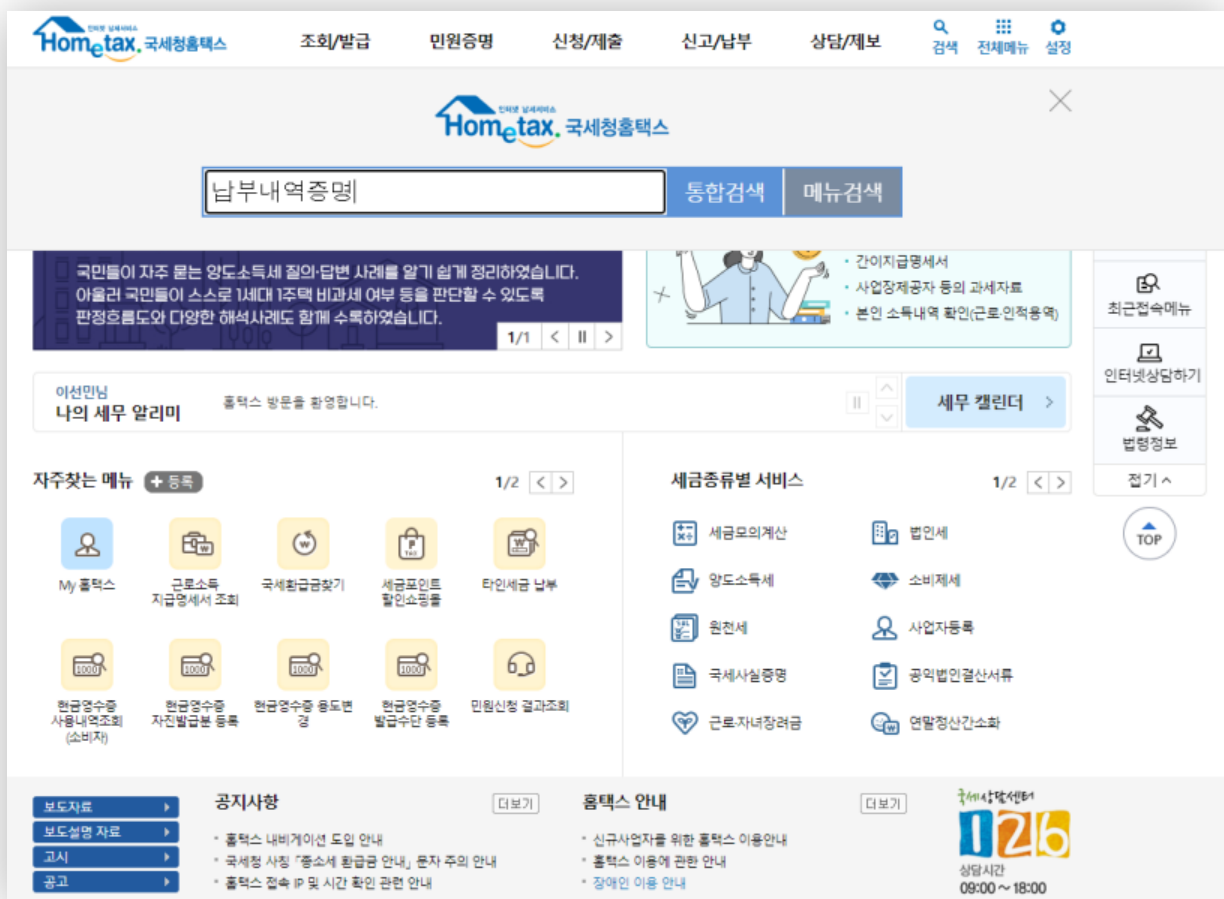 인터넷 납세서비스
Hometax. 국세청홈택스
조회/발급
민원증명
신청/제출
신고/납부
상담/제보
검색
전체메뉴
설정
인터넷 납세서비스
Hometax. 국세청홈택스
납부내역증명
통합검색
메뉴검색
국민들이 자주 묻는 양도소득세 질의·답변 사례를 알기 쉽게 정리하였습니다.
아울러 국민들이 스스로 1세대 1주택 비과세 여부 등을 판단할 수 있도록
판정흐름도와 다양한 해석사례도 함께 수록하였습니다.
1/1
간이지급명세서
사업장제공자 등의 과세자료
본인 소득내역 확인(근로·인적용역)
최근접속메뉴
인터넷상담하기
법령정보
접기
TOP
이선민님
나의 세무 알리미
홈택스 방문을 환영합니다.
세무 캘린더
자주찾는 메뉴
+ 등록
1/2
My 홈택스
근로소득
지급명세서 조회
국세환급금찾기
세금포인트
할인쇼핑몰
타인세금 납부
현금영수증
사용내역조회
(소비자)
현금영수증
자진발급분 등록
현금영수증 용도변
경
현금영수증
발급수단 등록
민원신청 결과조회
세금종류별 서비스
1/2
세금모의계산
법인세
양도소득세
소비제세
원천세
사업자등록
국세사실증명
공익법인결산서류
근로·자녀장려금
연말정산간소화
보도자료
보도설명 자료
고시
공고
공지사항
더보기
홈택스 내비게이션 도입 안내
국세청 사칭 「종소세 환급금 안내」 문자 주의 안내
홈택스 접속 IP 및 시간 확인 관련 안내
홈택스 안내
더보기
신규사업자를 위한 홈택스 이용안내
홈택스 이용에 관한 안내
장애인 이용 안내
국세상담센터
126
상담시간
09:00 ~ 18:00